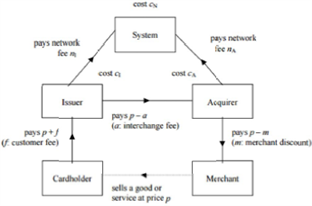 cost cN
System
pays network
fee nI
pays network
fee nA
cost cI
cost cA
Issuer
Acquirer
pays p – a
(a: interchange fee)
pays p + f
(f: customer fee)
pays p – m
(m: merchant discount)
Cardholder
Merchant
sells a good or
service at price p